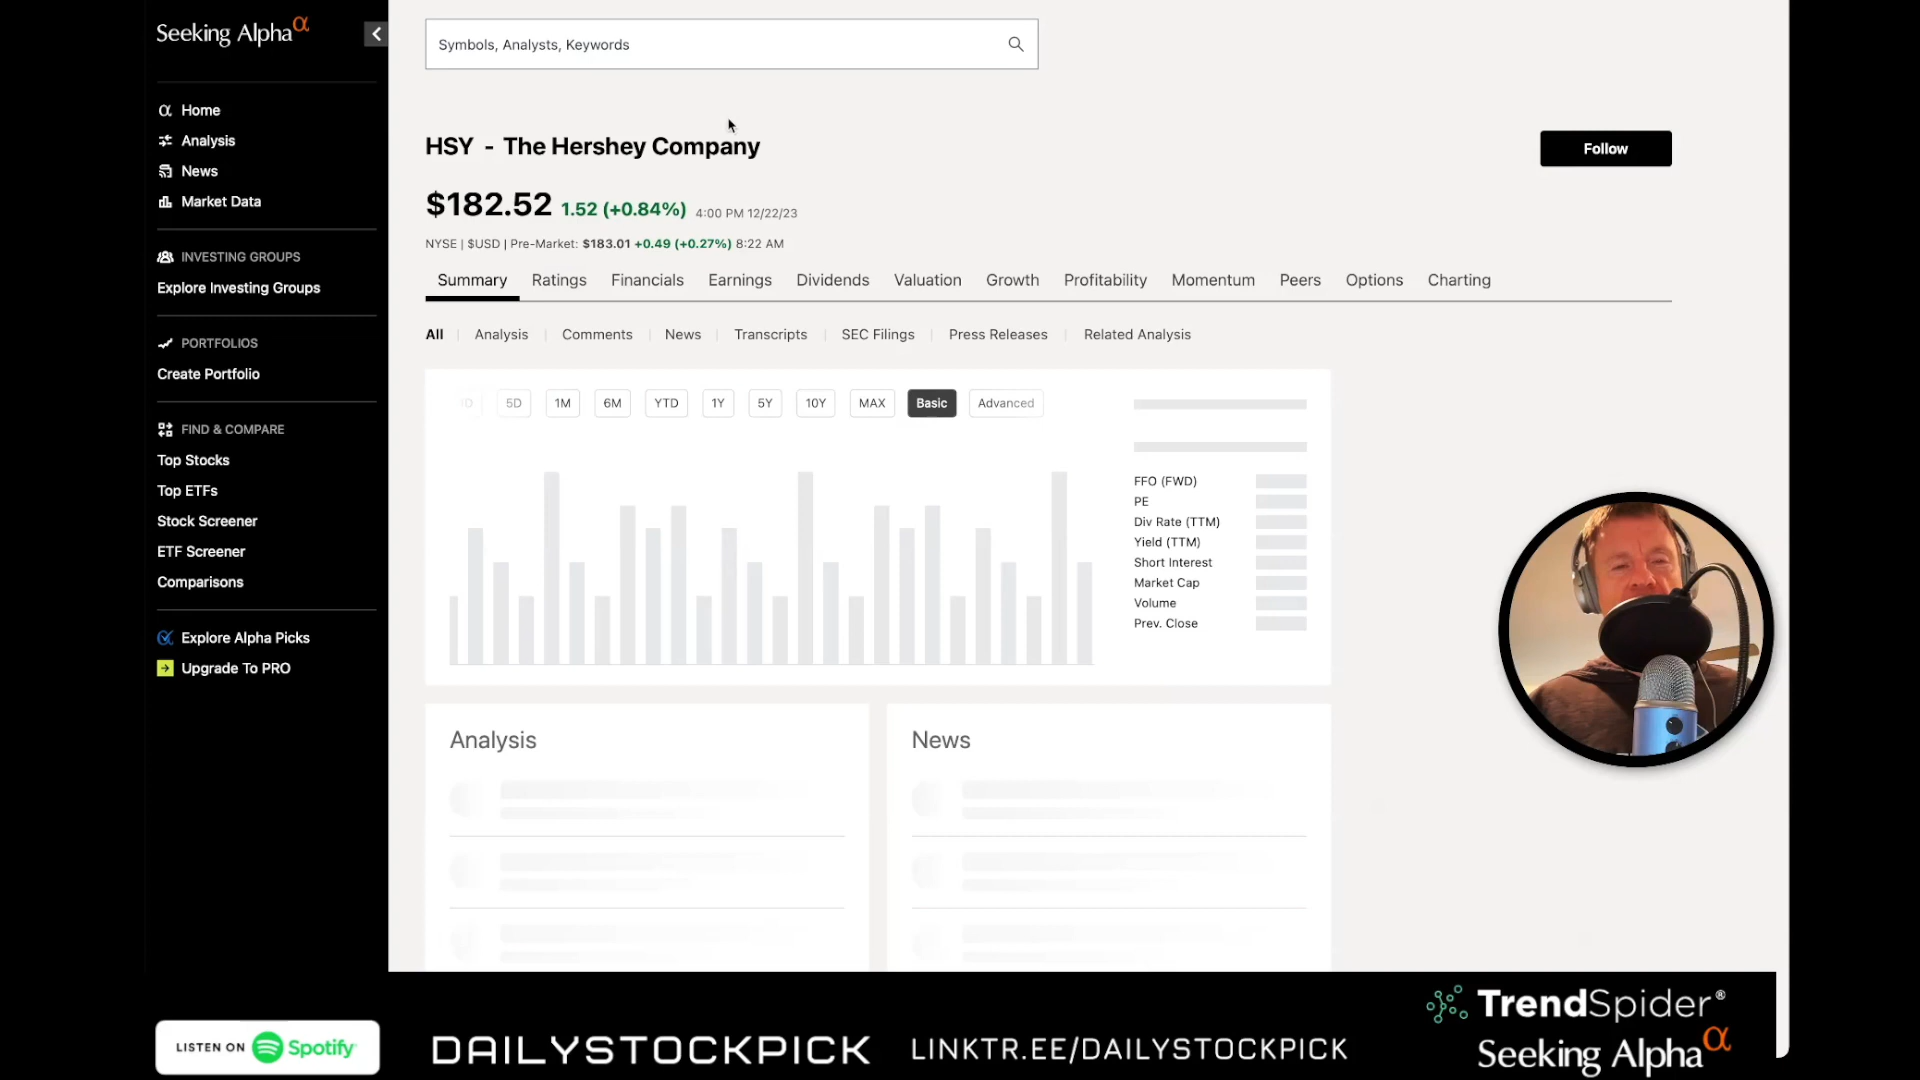 Seeking Alphaα
Symbols, Analysts, Keywords
Home
Analysis
News
Market Data
INVESTING GROUPS
Explore Investing Groups
PORTFOLIOS
Create Portfolio
FIND & COMPARE
Top Stocks
Top ETFs
Stock Screener
ETF Screener
Comparisons
Explore Alpha Picks
Upgrade To PRO
HSY - The Hershey Company
Follow
$182.52 1.52 (+0.84%) 4:00 PM 12/22/23
NYSE | $USD | Pre-Market: $183.01 +0.49 (+0.27%) 8:22 AM
Summary Ratings Financials Earnings Dividends Valuation Growth Profitability Momentum Peers Options Charting
All | Analysis | Comments | News | Transcripts | SEC Filings | Press Releases | Related Analysis
5D 1M 6M YTD 1Y 5Y 10Y MAX Basic Advanced
FFO (FWD)
PE
Div Rate (TTM)
Yield (TTM)
Short Interest
Market Cap
Volume
Prev. Close
Analysis
News
LISTEN ON Spotify
DAILYSTOCKPICK
LINKTR.EE/DAILYSTOCKPICK
TrendSpider®
Seeking Alphaα